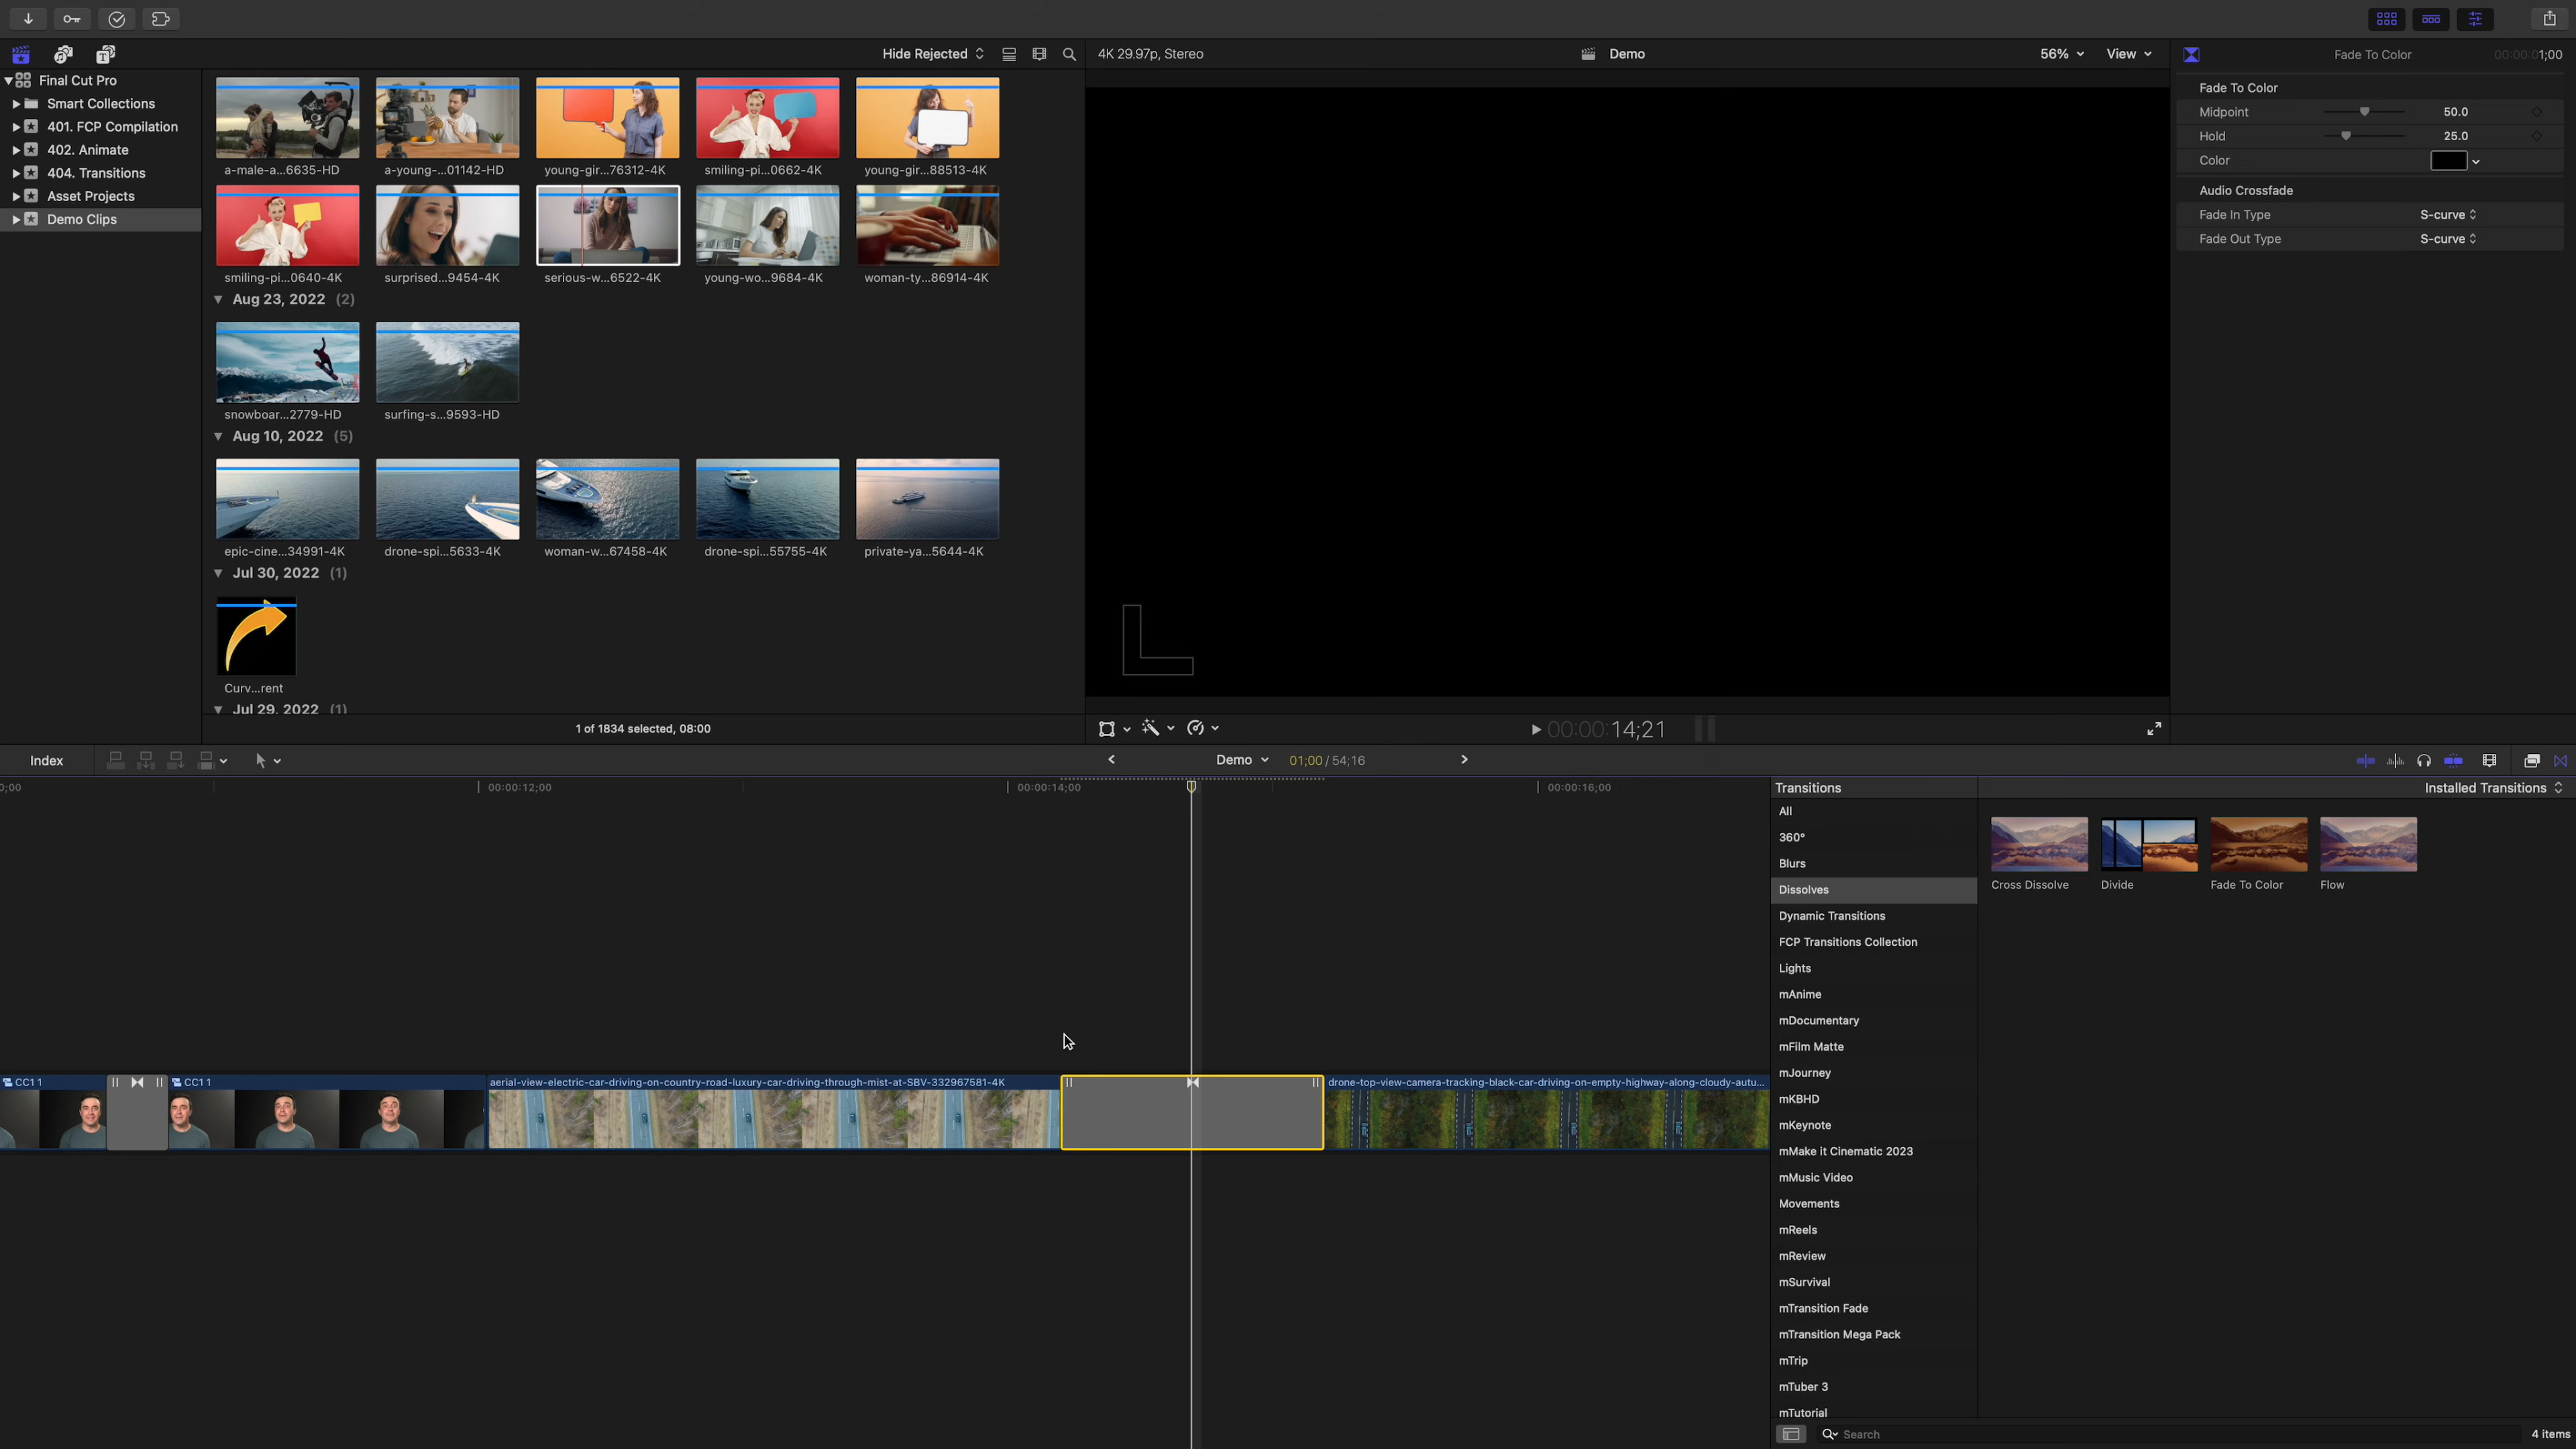 Hide Rejected
4K 29.97p, Stereo
Demo
56%
View
Fade To Color
00:00:01;00
Final Cut Pro
Smart Collections
401. FCP Compilation
402. Animate
404. Transitions
Asset Projects
Demo Clips
a-male-a...6635-HD
a-young-...01142-HD
young-gir...76312-4K
smiling-pi...0662-4K
young-gir...88513-4K
smiling-pi...0640-4K
surprised...9454-4K
serious-w...6522-4K
young-wo...9684-4K
woman-ty...86914-4K
Aug 23, 2022 (2)
snowboar...2779-HD
surfing-s...9593-HD
Aug 10, 2022 (5)
epic-cine...34991-4K
drone-spi...5633-4K
woman-w...67458-4K
drone-spi...55755-4K
private-ya...5644-4K
Jul 30, 2022 (1)
Curv...rent
Jul 29, 2022 (1)
1 of 1834 selected, 08:00
00:00:14;21
Fade To Color
Midpoint 50.0
Hold 25.0
Color
Audio Crossfade
Fade In Type S-curve
Fade Out Type S-curve
Index
Demo
01;00 / 54;16
0;00
00:00:12;00
00:00:14;00
00:00:16;00
CC1 1
CC1 1
aerial-view-electric-car-driving-on-country-road-luxury-car-driving-through-mist-at-SBV-332967581-4K
drone-top-view-camera-tracking-black-car-driving-on-empty-highway-along-cloudy-autu...
Transitions
Installed Transitions
All
360°
Blurs
Dissolves
Dynamic Transitions
FCP Transitions Collection
Lights
mAnime
mDocumentary
mFilm Matte
mJourney
mKBHD
mKeynote
mMake it Cinematic 2023
mMusic Video
Movements
mReels
mReview
mSurvival
mTransition Fade
mTransition Mega Pack
mTrip
mTuber 3
mTutorial
Cross Dissolve
Divide
Fade To Color
Flow
Search
4 items